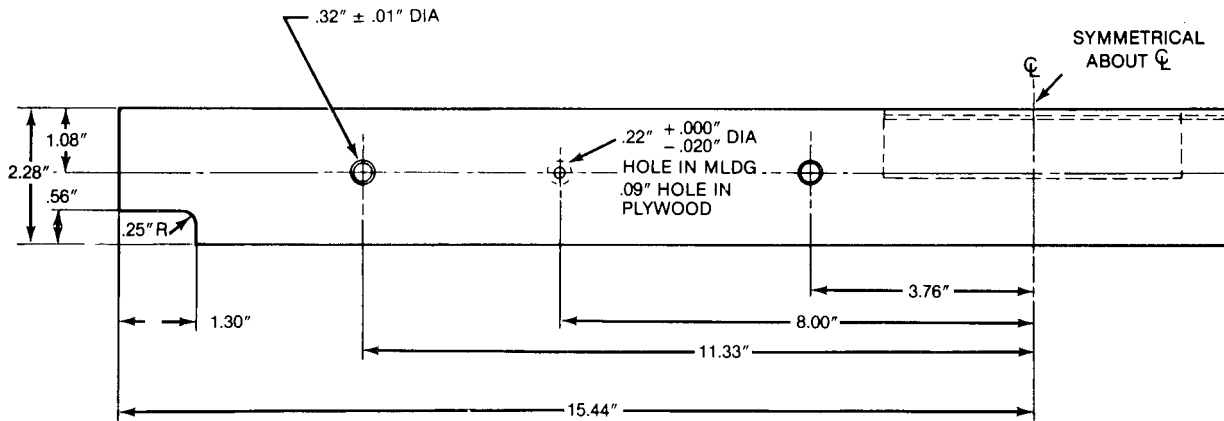 .32" ± .01" DIA
SYMMETRICAL
ABOUT ℄
℄
1.08"
2.28"
.56"
.25" R
.22" +.000" DIA
-.020"
HOLE IN MLDG
.09" HOLE IN
PLYWOOD
3.76"
1.30"
8.00"
11.33"
15.44"